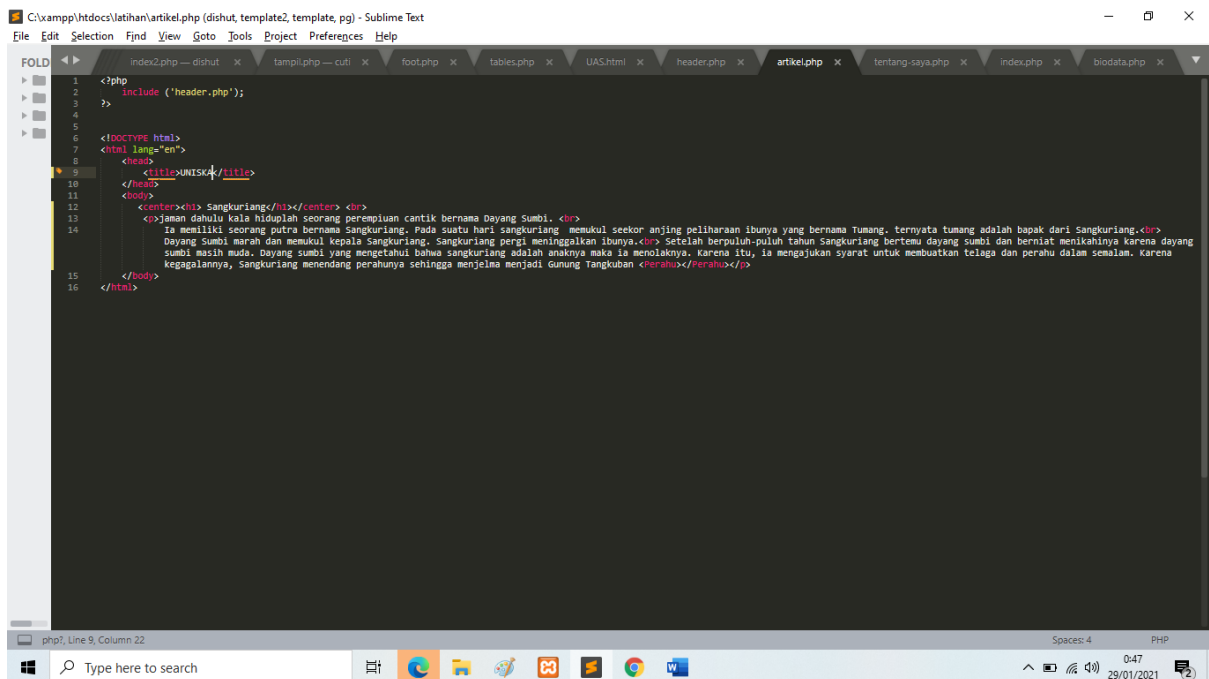 C:\xampp\htdocs\latihan\artikel.php (dishut, template2, template, pg) - Sublime Text
File Edit Selection Find View Goto Tools Project Preferences Help
FOLD
index2.php — dishut × tampil.php — cuti × foot.php × tables.php × UAS.html × header.php × artikel.php × tentang-saya.php × index.php × biodata.php ×
1 <?php
2 include ('header.php');
3 ?>
4
5
6 <!DOCTYPE html>
7 <html lang="en">
8 <head>
9 <title>UNISKA</title>
10 </head>
11 <body>
12 <center><h1> Sangkuriang</h1></center> <br>
13 <p>jaman dahulu kala hiduplah seorang perempiuan cantik bernama Dayang Sumbi. <br>
14 Ia memiliki seorang putra bernama Sangkuriang. Pada suatu hari sangkuriang  memukul seekor anjing peliharaan ibunya yang bernama Tumang. ternyata tumang adalah bapak dari Sangkuriang.<br>
Dayang Sumbi marah dan memukul kepala Sangkuriang. Sangkuriang pergi meninggalkan ibunya.<br> Setelah berpuluh-puluh tahun Sangkuriang bertemu dayang sumbi dan berniat menikahinya karena dayang
sumbi masih muda. Dayang sumbi yang mengetahui bahwa sangkuriang adalah anaknya maka ia menolaknya. Karena itu, ia mengajukan syarat untuk membuatkan telaga dan perahu dalam semalam. Karena
kegagalannya, Sangkuriang menendang perahunya sehingga menjelma menjadi Gunung Tangkuban <Perahu></Perahu></p>
15 </body>
16 </html>
php?, Line 9, Column 22
Spaces: 4 PHP
Type here to search
0:47
29/01/2021
2